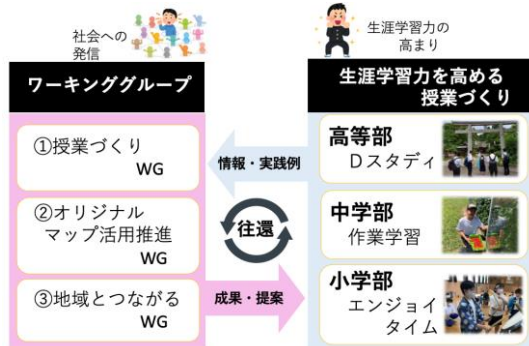 社会への
発信
ワーキンググループ
①授業づくり
WG
②オリジナル
マップ活用推進
WG
③地域とつながる
WG
情報・実践例
往還
成果・提案
生涯学習力の
高まり
生涯学習力を高める
授業づくり
高等部
Dスタディ
中学部
作業学習
小学部
エンジョイ
タイム